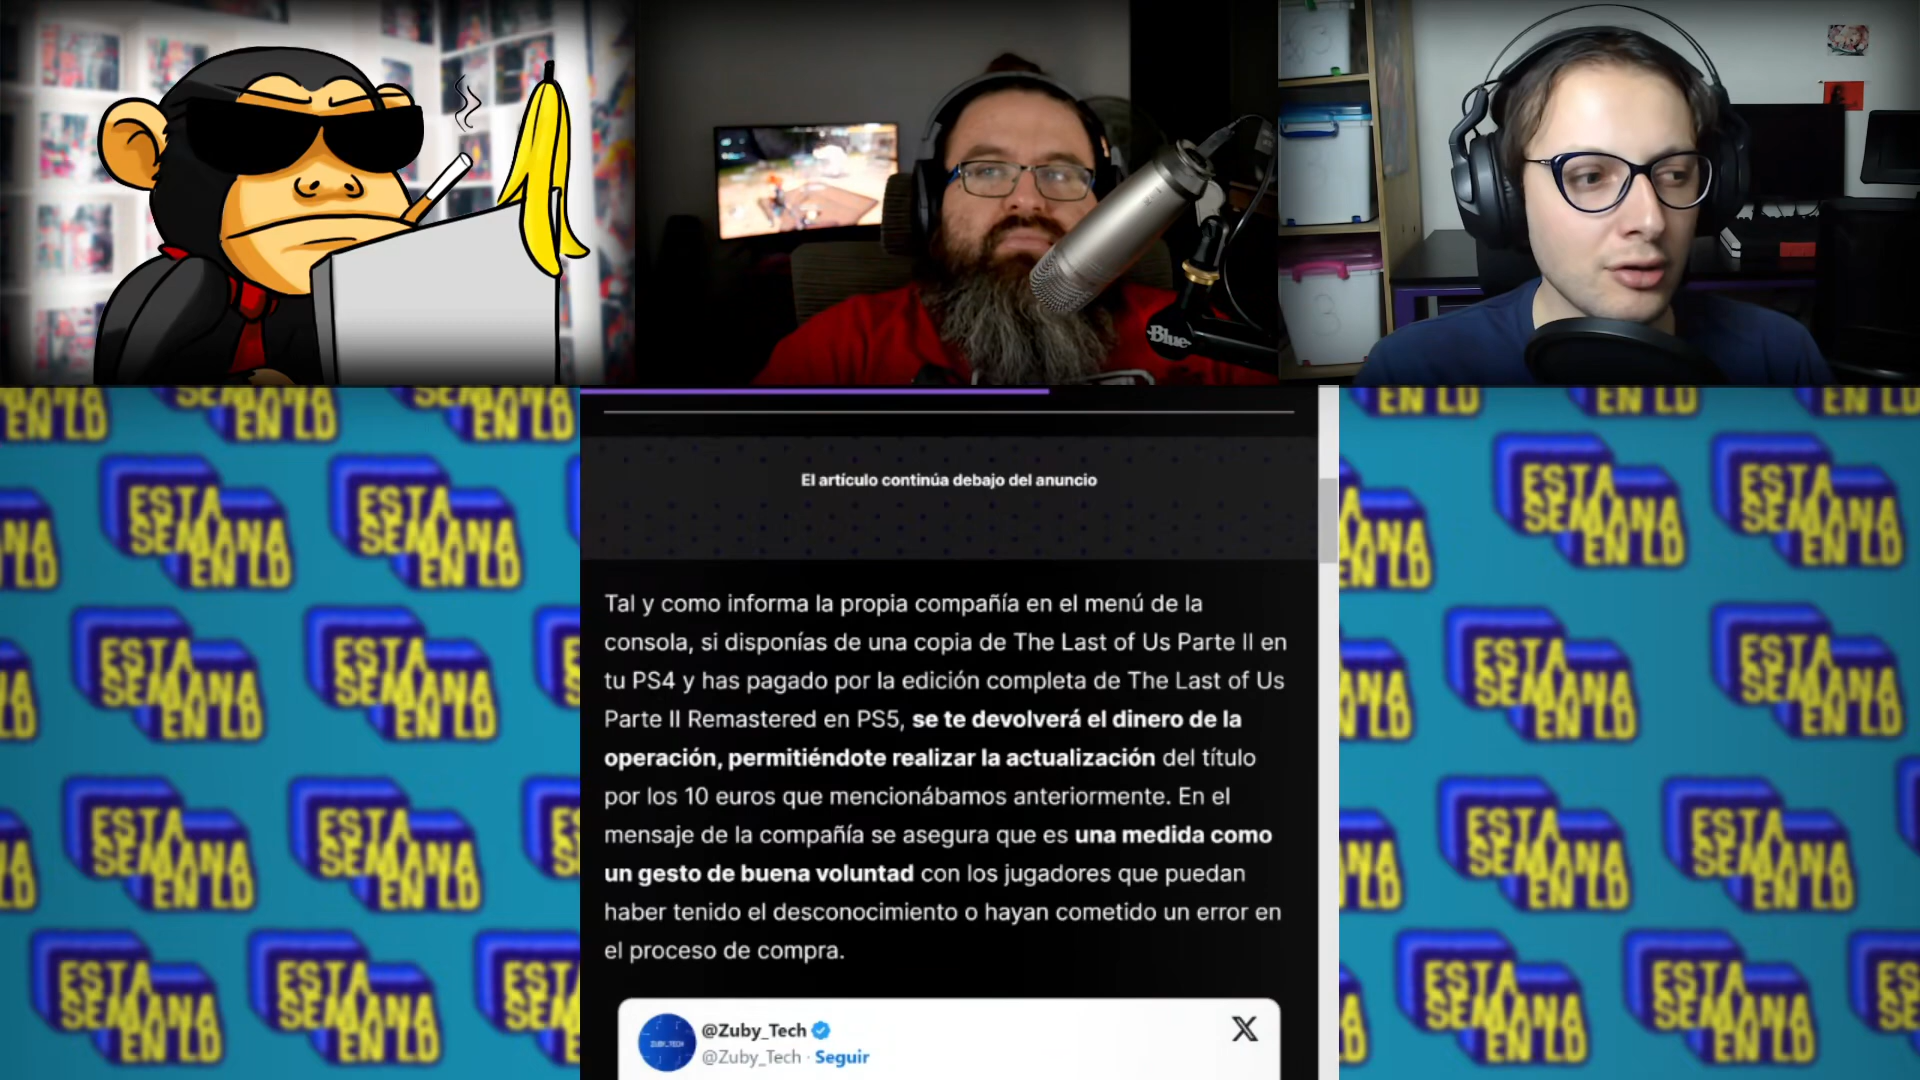 Blue
ESTA
SEMANA
EN LD
El artículo continúa debajo del anuncio
Tal y como informa la propia compañía en el menú de la
consola, si disponías de una copia de The Last of Us Parte II en
tu PS4 y has pagado por la edición completa de The Last of Us
Parte II Remastered en PS5, se te devolverá el dinero de la
operación, permitiéndote realizar la actualización del título
por los 10 euros que mencionábamos anteriormente. En el
mensaje de la compañía se asegura que es una medida como
un gesto de buena voluntad con los jugadores que puedan
haber tenido el desconocimiento o hayan cometido un error en
el proceso de compra.
@Zuby_Tech
@Zuby_Tech · Seguir